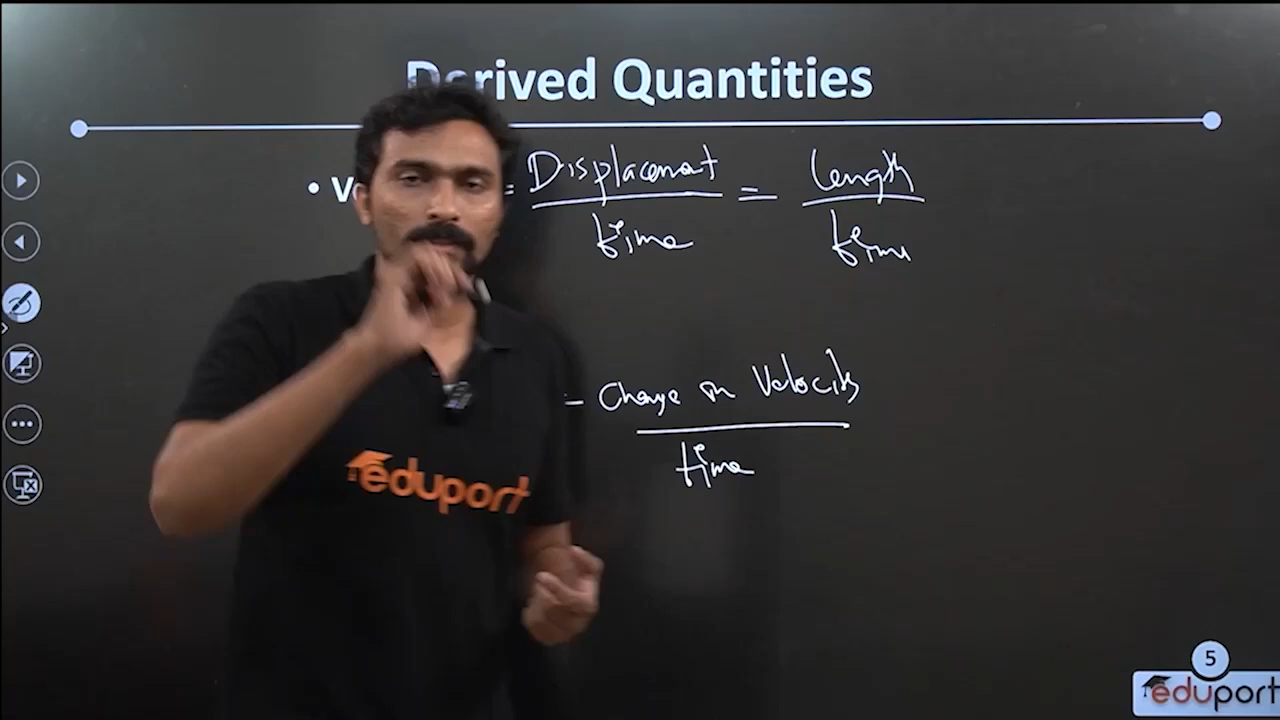 Derived Quantities
• V = Displacement = Length
time time
= Change in Velocity
time
eduport
5
eduport